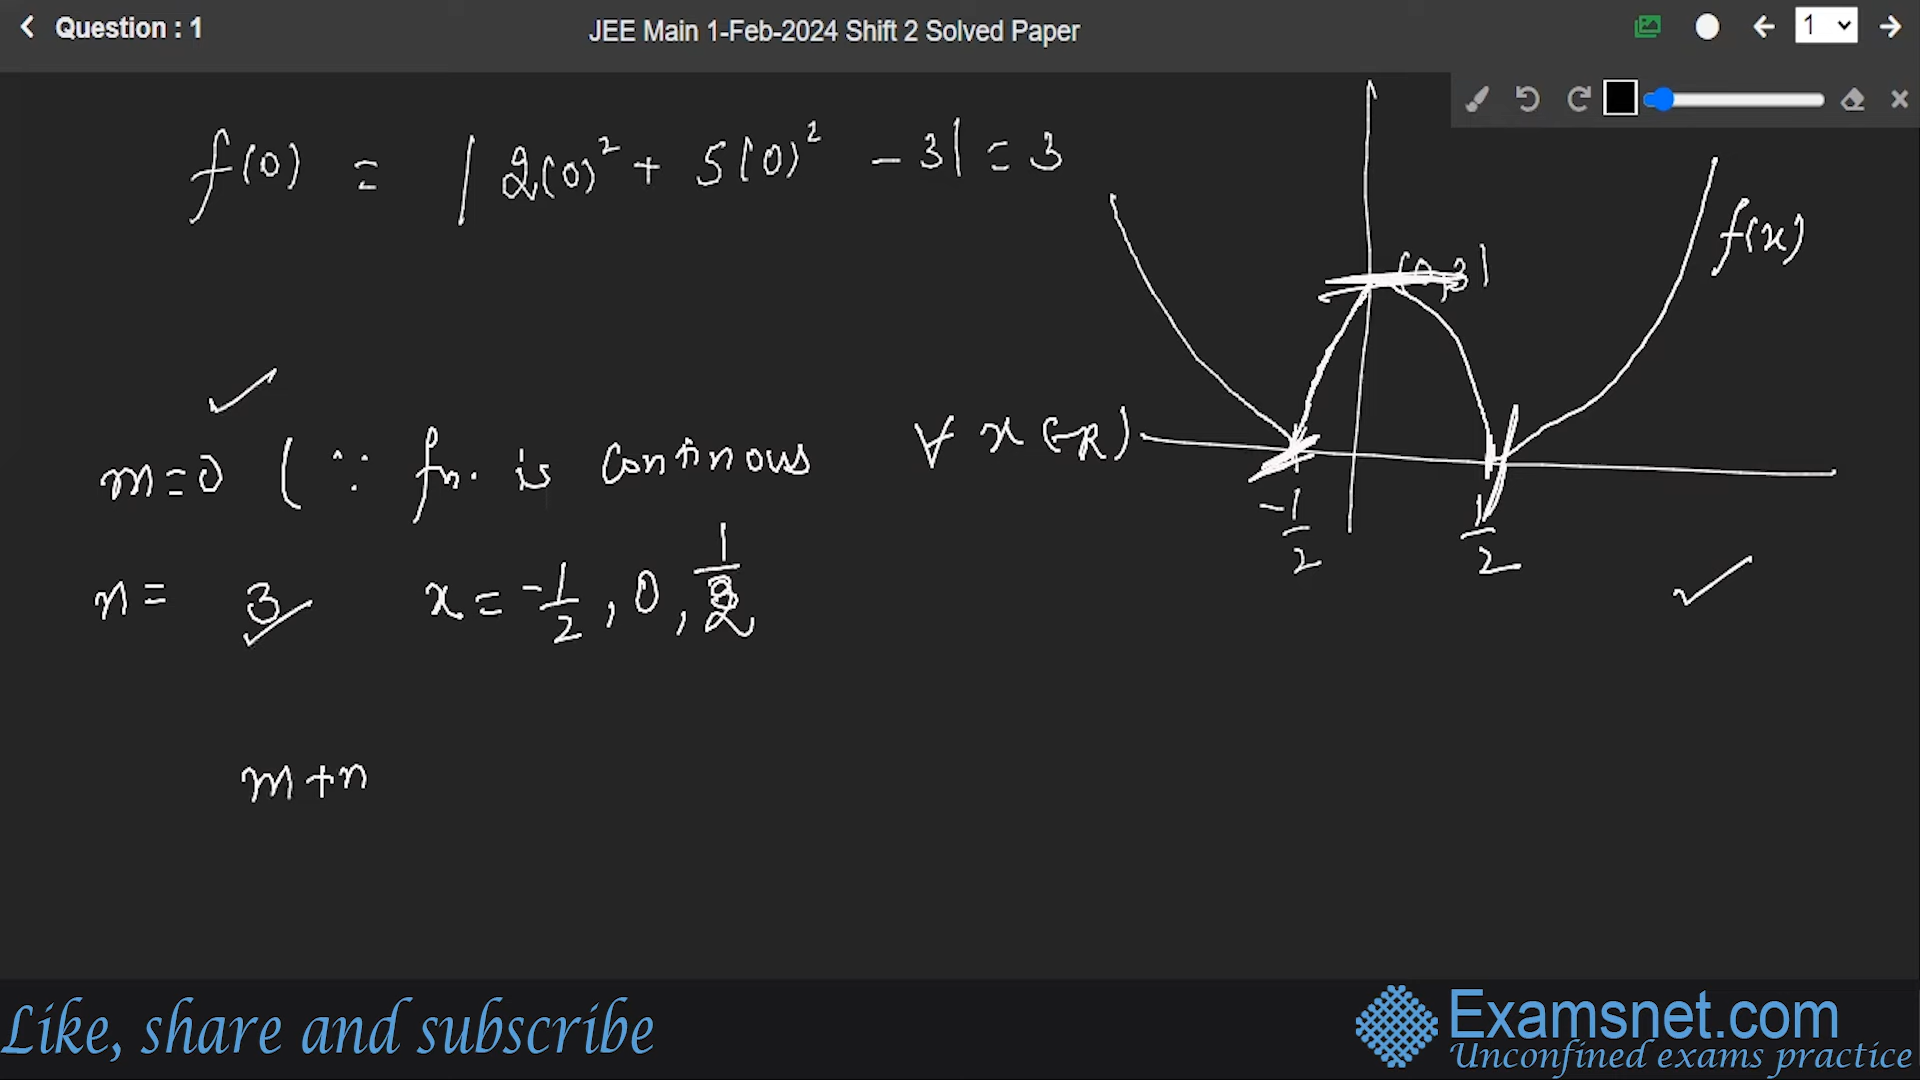 Question : 1
JEE Main 1-Feb-2024 Shift 2 Solved Paper
1
f(0) = | 2(0)² + 5(0)² - 3| = 3
f(x)
(0,3)
m=0 ( ∵ fn. is continous ∀ x ∈ R)
-1/2
1/2
n = 3 x = -1/2 , 0 , 1/2
m+n
Like, share and subscribe
Examsnet.com
Unconfined exams practice